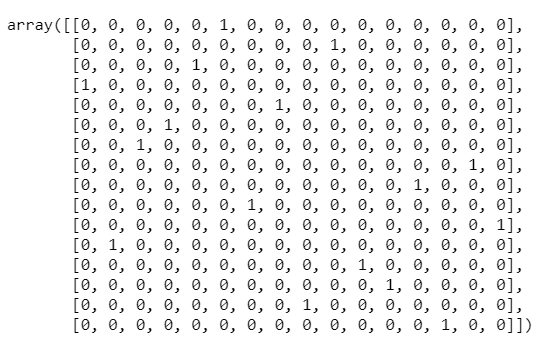 array([[0, 0, 0, 0, 0, 1, 0, 0, 0, 0, 0, 0, 0, 0, 0, 0],
[0, 0, 0, 0, 0, 0, 0, 0, 0, 1, 0, 0, 0, 0, 0, 0],
[0, 0, 0, 0, 1, 0, 0, 0, 0, 0, 0, 0, 0, 0, 0, 0],
[1, 0, 0, 0, 0, 0, 0, 0, 0, 0, 0, 0, 0, 0, 0, 0],
[0, 0, 0, 0, 0, 0, 0, 1, 0, 0, 0, 0, 0, 0, 0, 0],
[0, 0, 0, 1, 0, 0, 0, 0, 0, 0, 0, 0, 0, 0, 0, 0],
[0, 0, 1, 0, 0, 0, 0, 0, 0, 0, 0, 0, 0, 0, 0, 0],
[0, 0, 0, 0, 0, 0, 0, 0, 0, 0, 0, 0, 0, 0, 1, 0],
[0, 0, 0, 0, 0, 0, 0, 0, 0, 0, 0, 0, 1, 0, 0, 0],
[0, 0, 0, 0, 0, 0, 1, 0, 0, 0, 0, 0, 0, 0, 0, 0],
[0, 0, 0, 0, 0, 0, 0, 0, 0, 0, 0, 0, 0, 0, 0, 1],
[0, 1, 0, 0, 0, 0, 0, 0, 0, 0, 0, 0, 0, 0, 0, 0],
[0, 0, 0, 0, 0, 0, 0, 0, 0, 0, 1, 0, 0, 0, 0, 0],
[0, 0, 0, 0, 0, 0, 0, 0, 0, 0, 0, 1, 0, 0, 0, 0],
[0, 0, 0, 0, 0, 0, 0, 0, 1, 0, 0, 0, 0, 0, 0, 0],
[0, 0, 0, 0, 0, 0, 0, 0, 0, 0, 0, 0, 0, 1, 0, 0]])